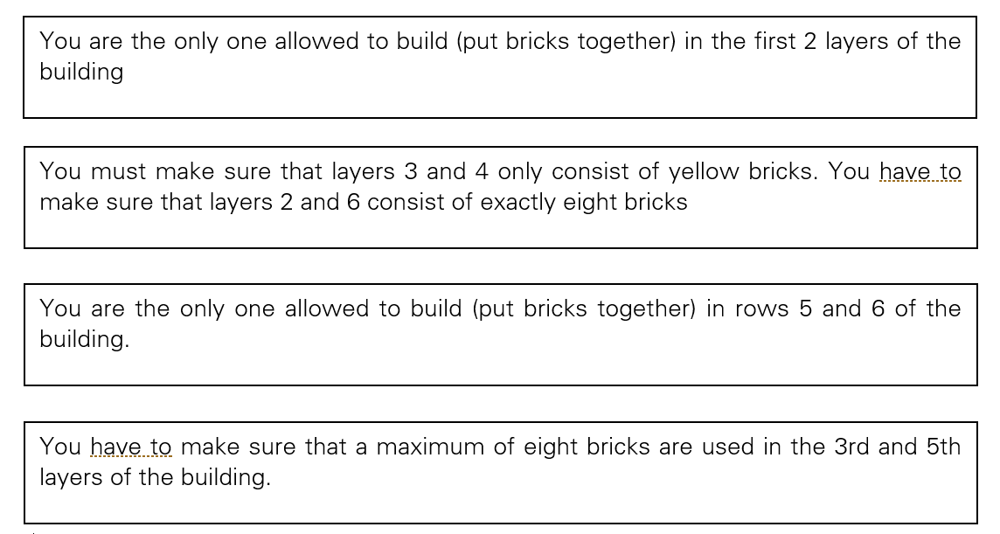 You are the only one allowed to build (put bricks together) in the first 2 layers of the
building
You must make sure that layers 3 and 4 only consist of yellow bricks. You have to
make sure that layers 2 and 6 consist of exactly eight bricks
You are the only one allowed to build (put bricks together) in rows 5 and 6 of the
building.
You have to make sure that a maximum of eight bricks are used in the 3rd and 5th
layers of the building.